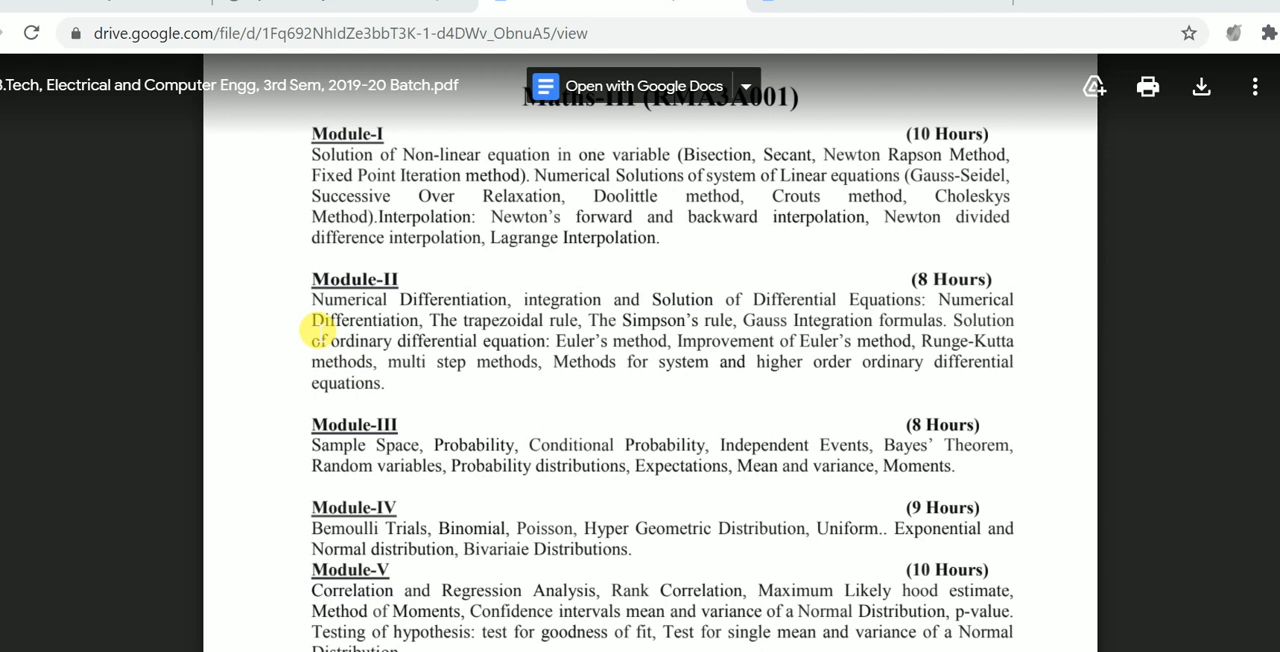 drive.google.com/file/d/1Fq692NhIdZe3bbT3K-1-d4DWv_ObnuA5/view
.Tech, Electrical and Computer Engg, 3rd Sem, 2019-20 Batch.pdf
Open with Google Docs
Maths-III (RMA3A001)
Module-I (10 Hours)
Solution of Non-linear equation in one variable (Bisection, Secant, Newton Rapson Method,
Fixed Point Iteration method). Numerical Solutions of system of Linear equations (Gauss-Seidel,
Successive Over Relaxation, Doolittle method, Crouts method, Choleskys
Method).Interpolation: Newton's forward and backward interpolation, Newton divided
difference interpolation, Lagrange Interpolation.
Module-II (8 Hours)
Numerical Differentiation, integration and Solution of Differential Equations: Numerical
Differentiation, The trapezoidal rule, The Simpson's rule, Gauss Integration formulas. Solution
of ordinary differential equation: Euler's method, Improvement of Euler's method, Runge-Kutta
methods, multi step methods, Methods for system and higher order ordinary differential
equations.
Module-III (8 Hours)
Sample Space, Probability, Conditional Probability, Independent Events, Bayes' Theorem,
Random variables, Probability distributions, Expectations, Mean and variance, Moments.
Module-IV (9 Hours)
Bemoulli Trials, Binomial, Poisson, Hyper Geometric Distribution, Uniform.. Exponential and
Normal distribution, Bivariaie Distributions.
Module-V (10 Hours)
Correlation and Regression Analysis, Rank Correlation, Maximum Likely hood estimate,
Method of Moments, Confidence intervals mean and variance of a Normal Distribution, p-value.
Testing of hypothesis: test for goodness of fit, Test for single mean and variance of a Normal
Distribution